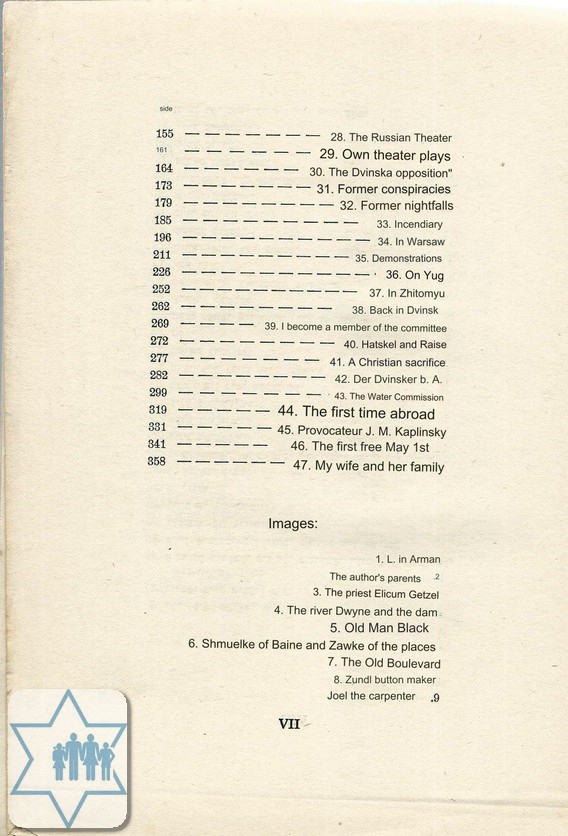 side
155 — — — — — — 28. The Russian Theater
161 — — — — — — 29. Own theater plays
164 — — — — — — 30. The Dvinska opposition"
173 — — — — — — 31. Former conspiracies
179 — — — — — — — 32. Former nightfalls
185 — — — — — — — — 33. Incendiary
196 — — — — — — — — 34. In Warsaw
211 — — — — — — — — 35. Demonstrations
226 — — — — — — — — 36. On Yug
252 — — — — — — — — 37. In Zhitomyu
262 — — — — — — — — 38. Back in Dvinsk
269 — — — — 39. I become a member of the committee
272 — — — — — — — 40. Hatskel and Raise
277 — — — — — — — 41. A Christian sacrifice
282 — — — — — — — 42. Der Dvinsker b. A.
299 — — — — — — — 43. The Water Commission
319 — — — — — 44. The first time abroad
331 — — — — — 45. Provocateur J. M. Kaplinsky
341 — — — — — 46. The first free May 1st
358 — — — — — 47. My wife and her family
Images:
1. L. in Arman
The author's parents .2
3. The priest Elicum Getzel
4. The river Dwyne and the dam
5. Old Man Black
6. Shmuelke of Baine and Zawke of the places
7. The Old Boulevard
8. Zundl button maker
Joel the carpenter .9
VII